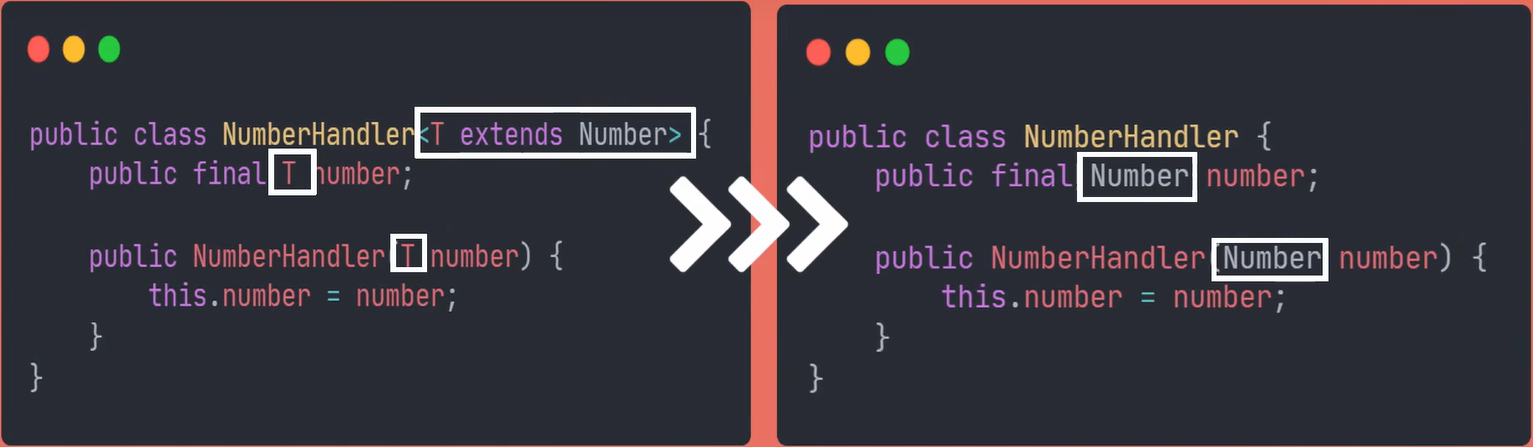 public class NumberHandler<T extends Number> {
public final T number;
public NumberHandler(T number) {
this.number = number;
}
}
public class NumberHandler {
public final Number number;
public NumberHandler(Number number) {
this.number = number;
}
}